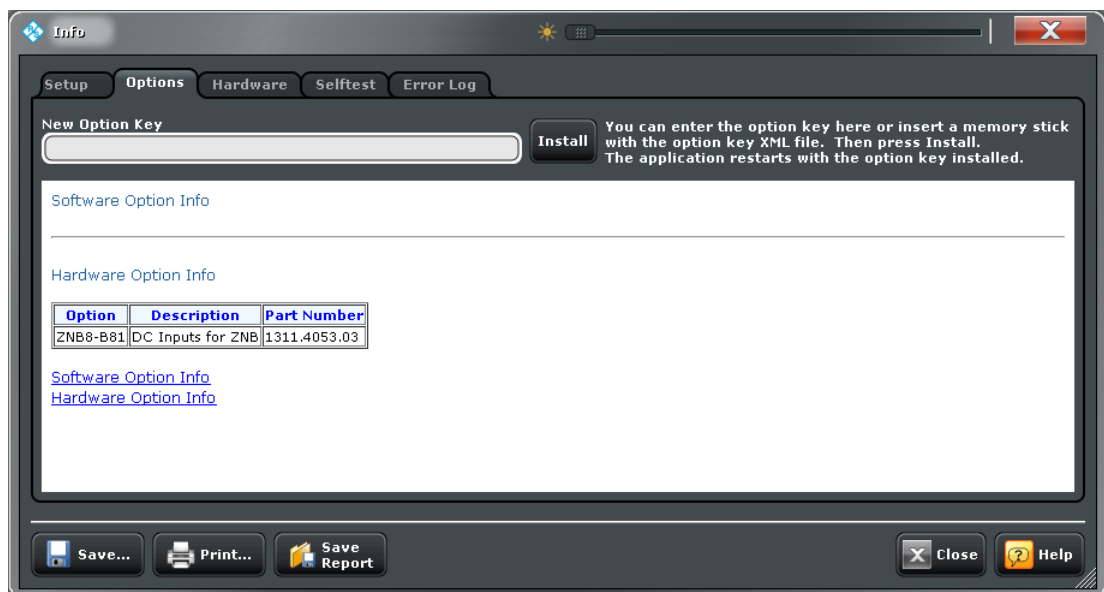 Info
X
Setup
Options
Hardware
Selftest
Error Log
New Option Key
Install
You can enter the option key here or insert a memory stick
with the option key XML file. Then press Install.
The application restarts with the option key installed.
Software Option Info
Hardware Option Info
Option Description Part Number
ZNB8-B81 DC Inputs for ZNB 1311.4053.03
Software Option Info
Hardware Option Info
Save...
Print...
Save
Report
X Close
? Help